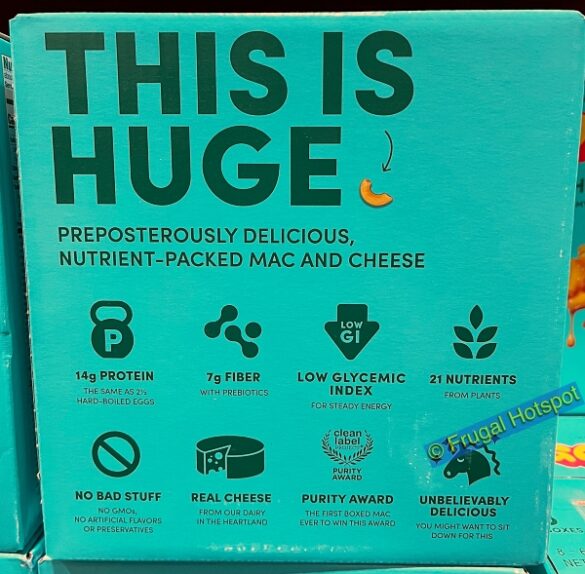 THIS IS
HUGE
PREPOSTEROUSLY DELICIOUS,
NUTRIENT-PACKED MAC AND CHEESE
P
14g PROTEIN
THE SAME AS 2½
HARD-BOILED EGGS
7g FIBER
WITH PREBIOTICS
LOW
GI
LOW GLYCEMIC
INDEX
FOR STEADY ENERGY
21 NUTRIENTS
FROM PLANTS
© Frugal Hotspot
NO BAD STUFF
NO GMOs,
NO ARTIFICIAL FLAVORS
OR PRESERVATIVES
REAL CHEESE
FROM OUR DAIRY
IN THE HEARTLAND
clean
label
PROJECT
PURITY
AWARD
PURITY AWARD
THE FIRST BOXED MAC
EVER TO WIN THIS AWARD
UNBELIEVABLY
DELICIOUS
YOU MIGHT WANT TO SIT
DOWN FOR THIS